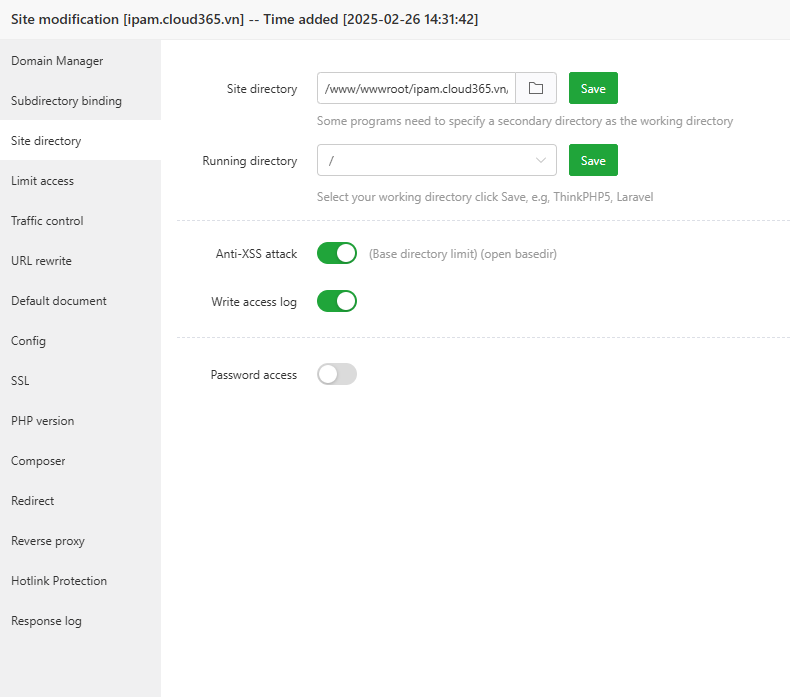 Site modification [ipam.cloud365.vn] -- Time added [2025-02-26 14:31:42]
Domain Manager
Subdirectory binding
Site directory
Limit access
Traffic control
URL rewrite
Default document
Config
SSL
PHP version
Composer
Redirect
Reverse proxy
Hotlink Protection
Response log
Site directory /www/wwwroot/ipam.cloud365.vn/ Save
Some programs need to specify a secondary directory as the working directory
Running directory / Save
Select your working directory click Save, e.g, ThinkPHP5, Laravel
Anti-XSS attack (Base directory limit) (open basedir)
Write access log
Password access